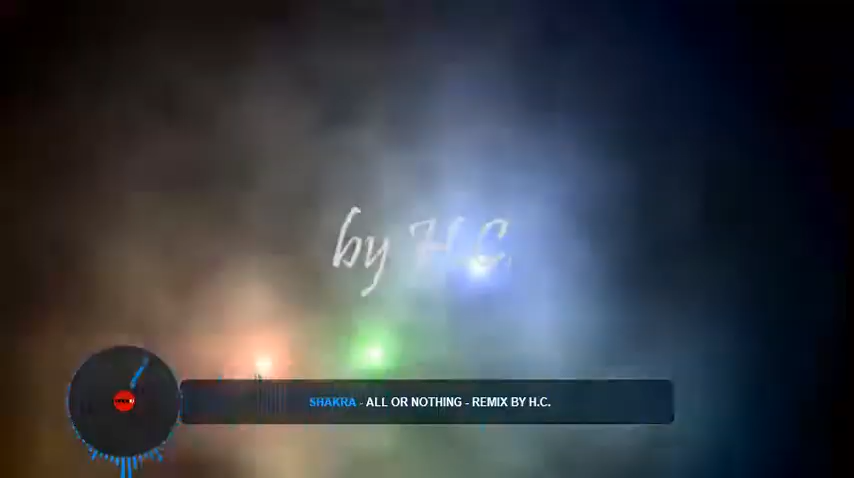 by H.C.
SHAKRA - ALL OR NOTHING - REMIX BY H.C.